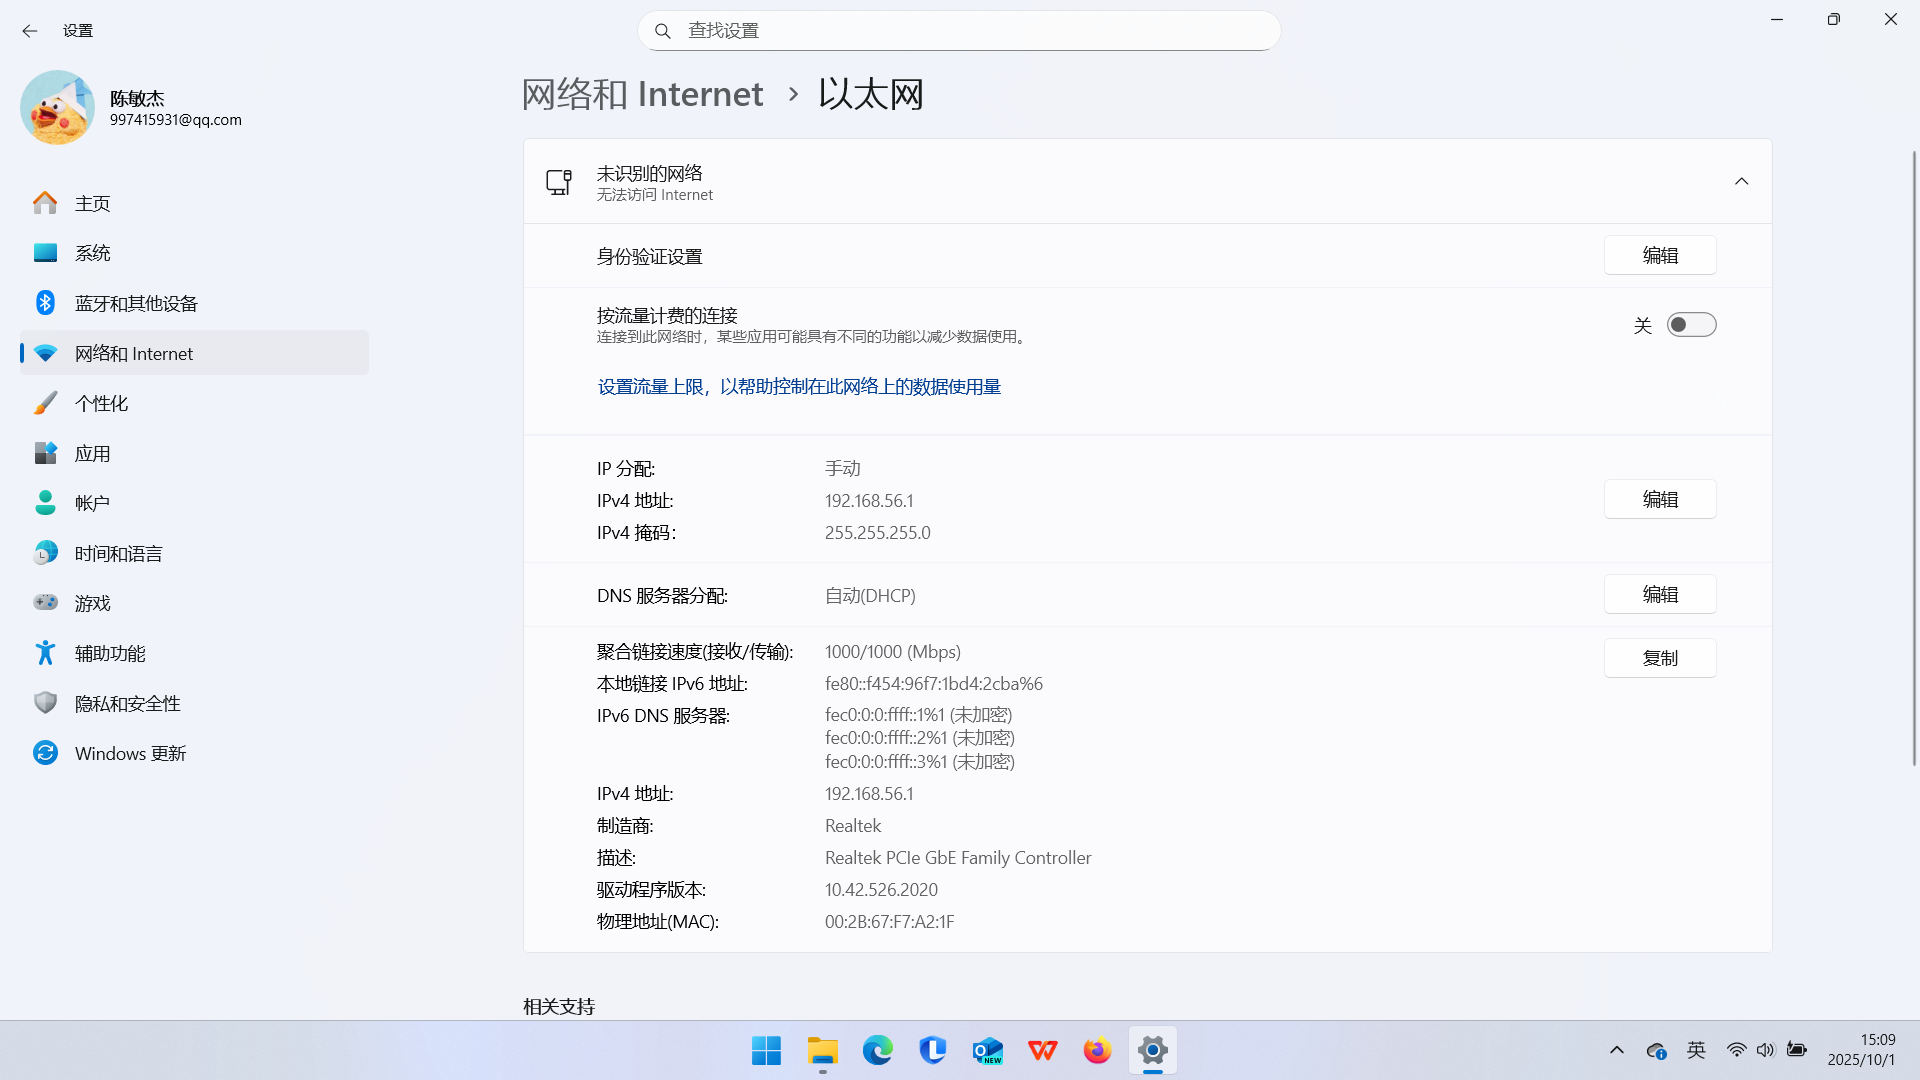 设置
查找设置
陈敏杰
997415931@qq.com
主页
系统
蓝牙和其他设备
网络和 Internet
个性化
应用
帐户
时间和语言
游戏
辅助功能
隐私和安全性
Windows 更新
网络和 Internet › 以太网
未识别的网络
无法访问 Internet
身份验证设置
编辑
按流量计费的连接
连接到此网络时，某些应用可能具有不同的功能以减少数据使用。
关
设置流量上限，以帮助控制在此网络上的数据使用量
IP 分配: 手动
IPv4 地址: 192.168.56.1
IPv4 掩码: 255.255.255.0
编辑
DNS 服务器分配: 自动(DHCP)
编辑
聚合链接速度(接收/传输): 1000/1000 (Mbps)
复制
本地链接 IPv6 地址: fe80::f454:96f7:1bd4:2cba%6
IPv6 DNS 服务器: fec0:0:0:ffff::1%1 (未加密)
fec0:0:0:ffff::2%1 (未加密)
fec0:0:0:ffff::3%1 (未加密)
IPv4 地址: 192.168.56.1
制造商: Realtek
描述: Realtek PCIe GbE Family Controller
驱动程序版本: 10.42.526.2020
物理地址(MAC): 00:2B:67:F7:A2:1F
相关支持
NEW
英
15:09
2025/10/1